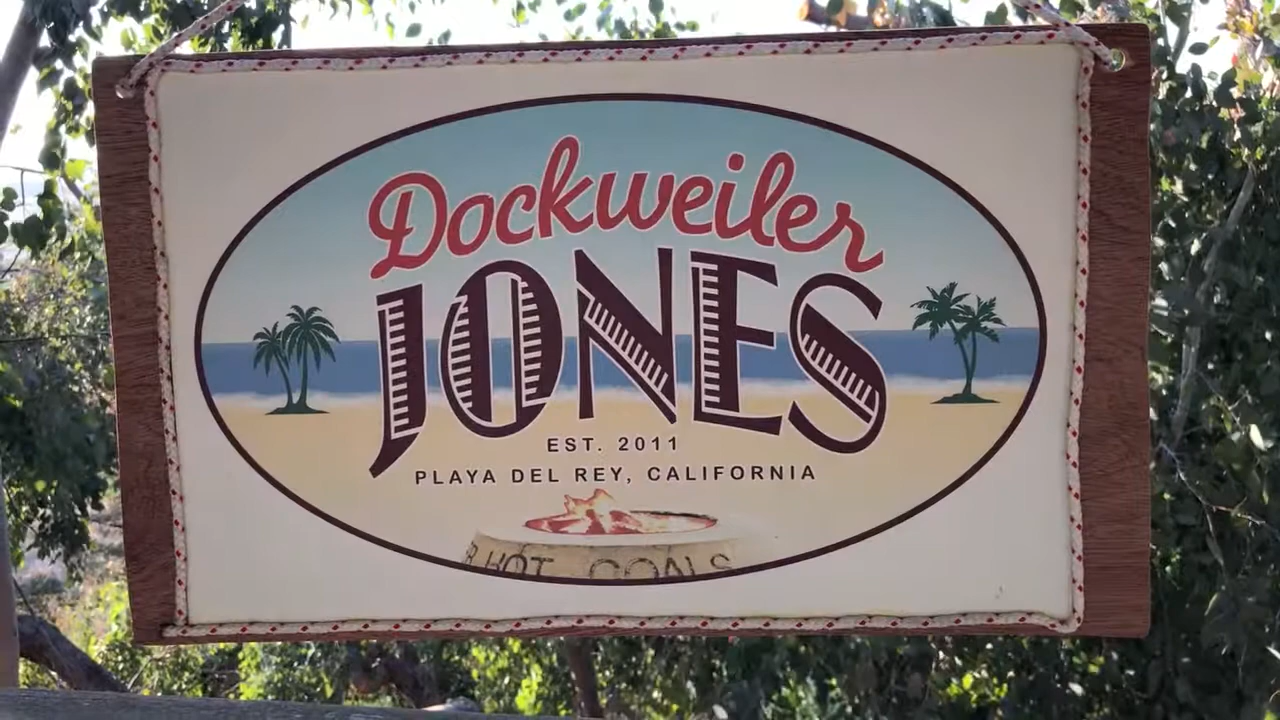 Dockweiler
JONES
EST. 2011
PLAYA DEL REY, CALIFORNIA
HOT COALS